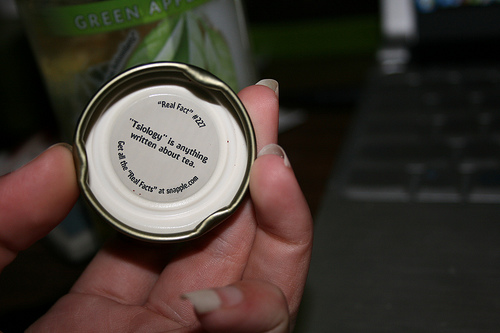 GREEN APP
"Real Fact" #227
"Tsiology" is anything
written about tea.
Get all the "Real Facts" at snapple.com